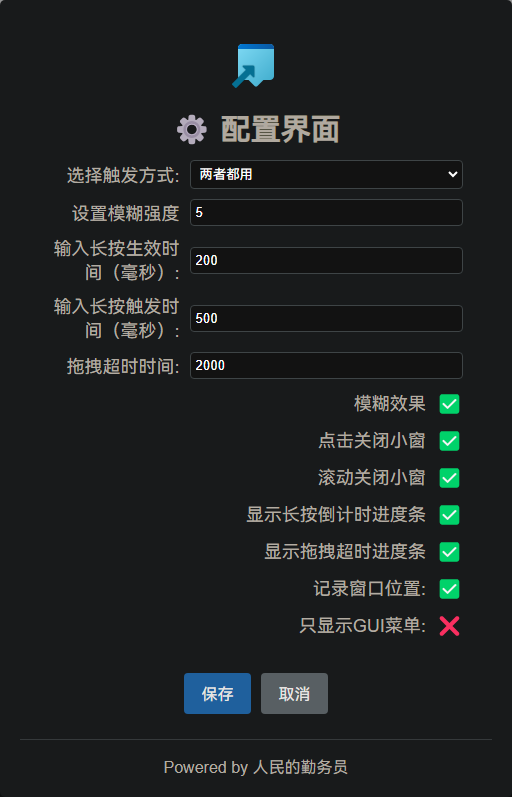 配置界面
选择触发方式: 两者都用
设置模糊强度 5
输入长按生效时
间（毫秒）: 200
输入长按触发时
间（毫秒）: 500
拖拽超时时间: 2000
模糊效果
点击关闭小窗
滚动关闭小窗
显示长按倒计时进度条
显示拖拽超时进度条
记录窗口位置:
只显示GUI菜单:
保存 取消
Powered by 人民的勤务员